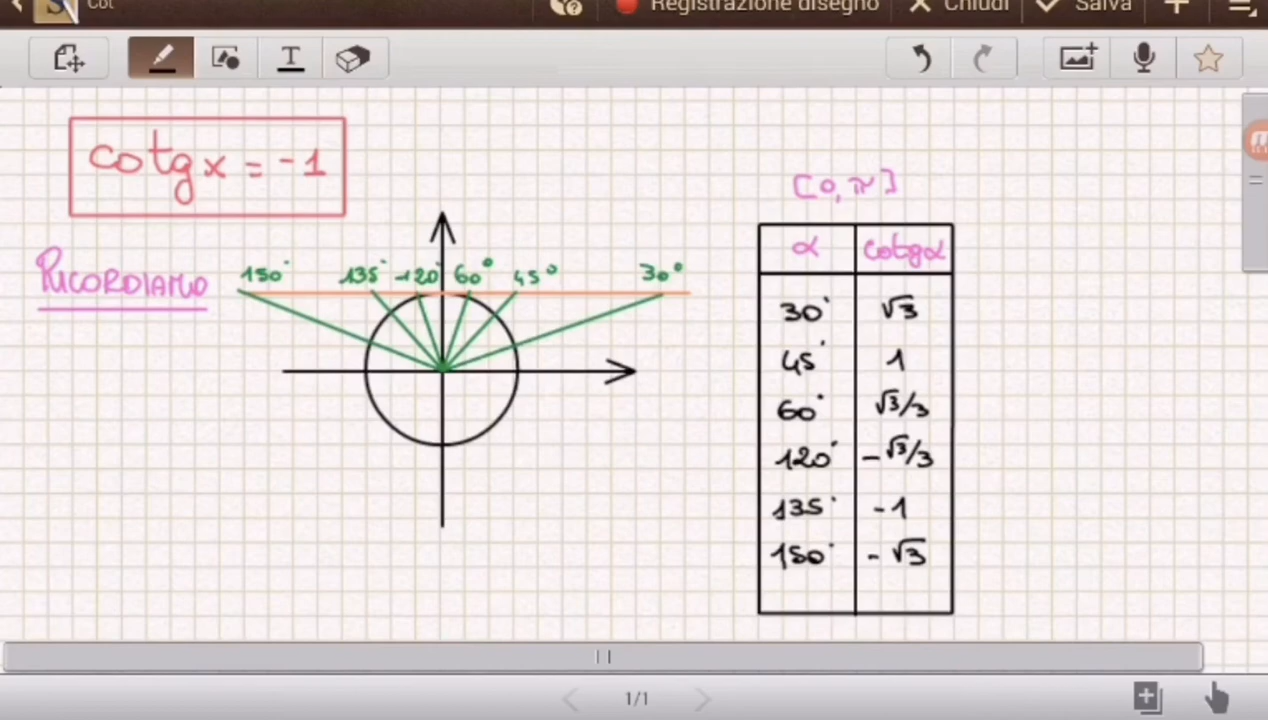 Cot
Registrazione disegno
Chiudi
Salva
T
cotg x = -1
[0, π]
RICORDIAMO
150° 135° 120° 60° 45° 30°
α cotgα
30° √3
45° 1
60° √3/3
120° -√3/3
135° -1
150° -√3
1/1